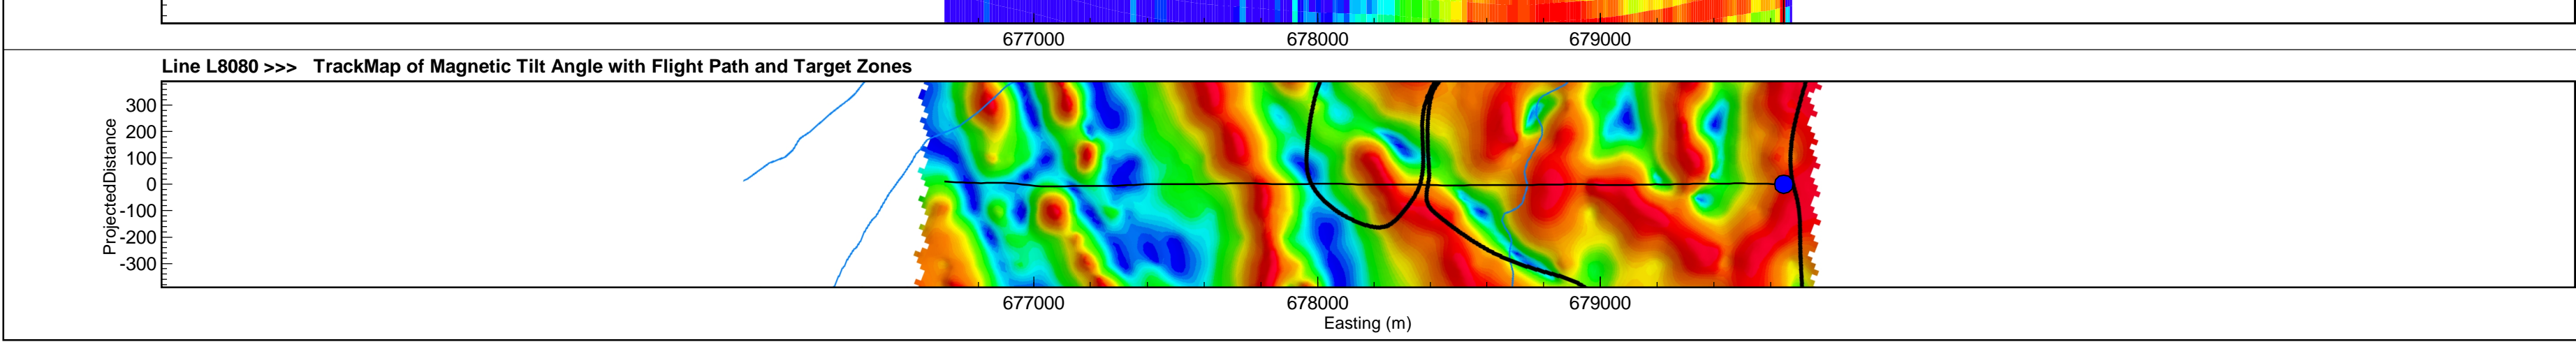 677000 678000 679000
Line L8080 >>> TrackMap of Magnetic Tilt Angle with Flight Path and Target Zones
ProjectedDistance
300
200
100
0
-100
-200
-300
677000 678000 679000
Easting (m)